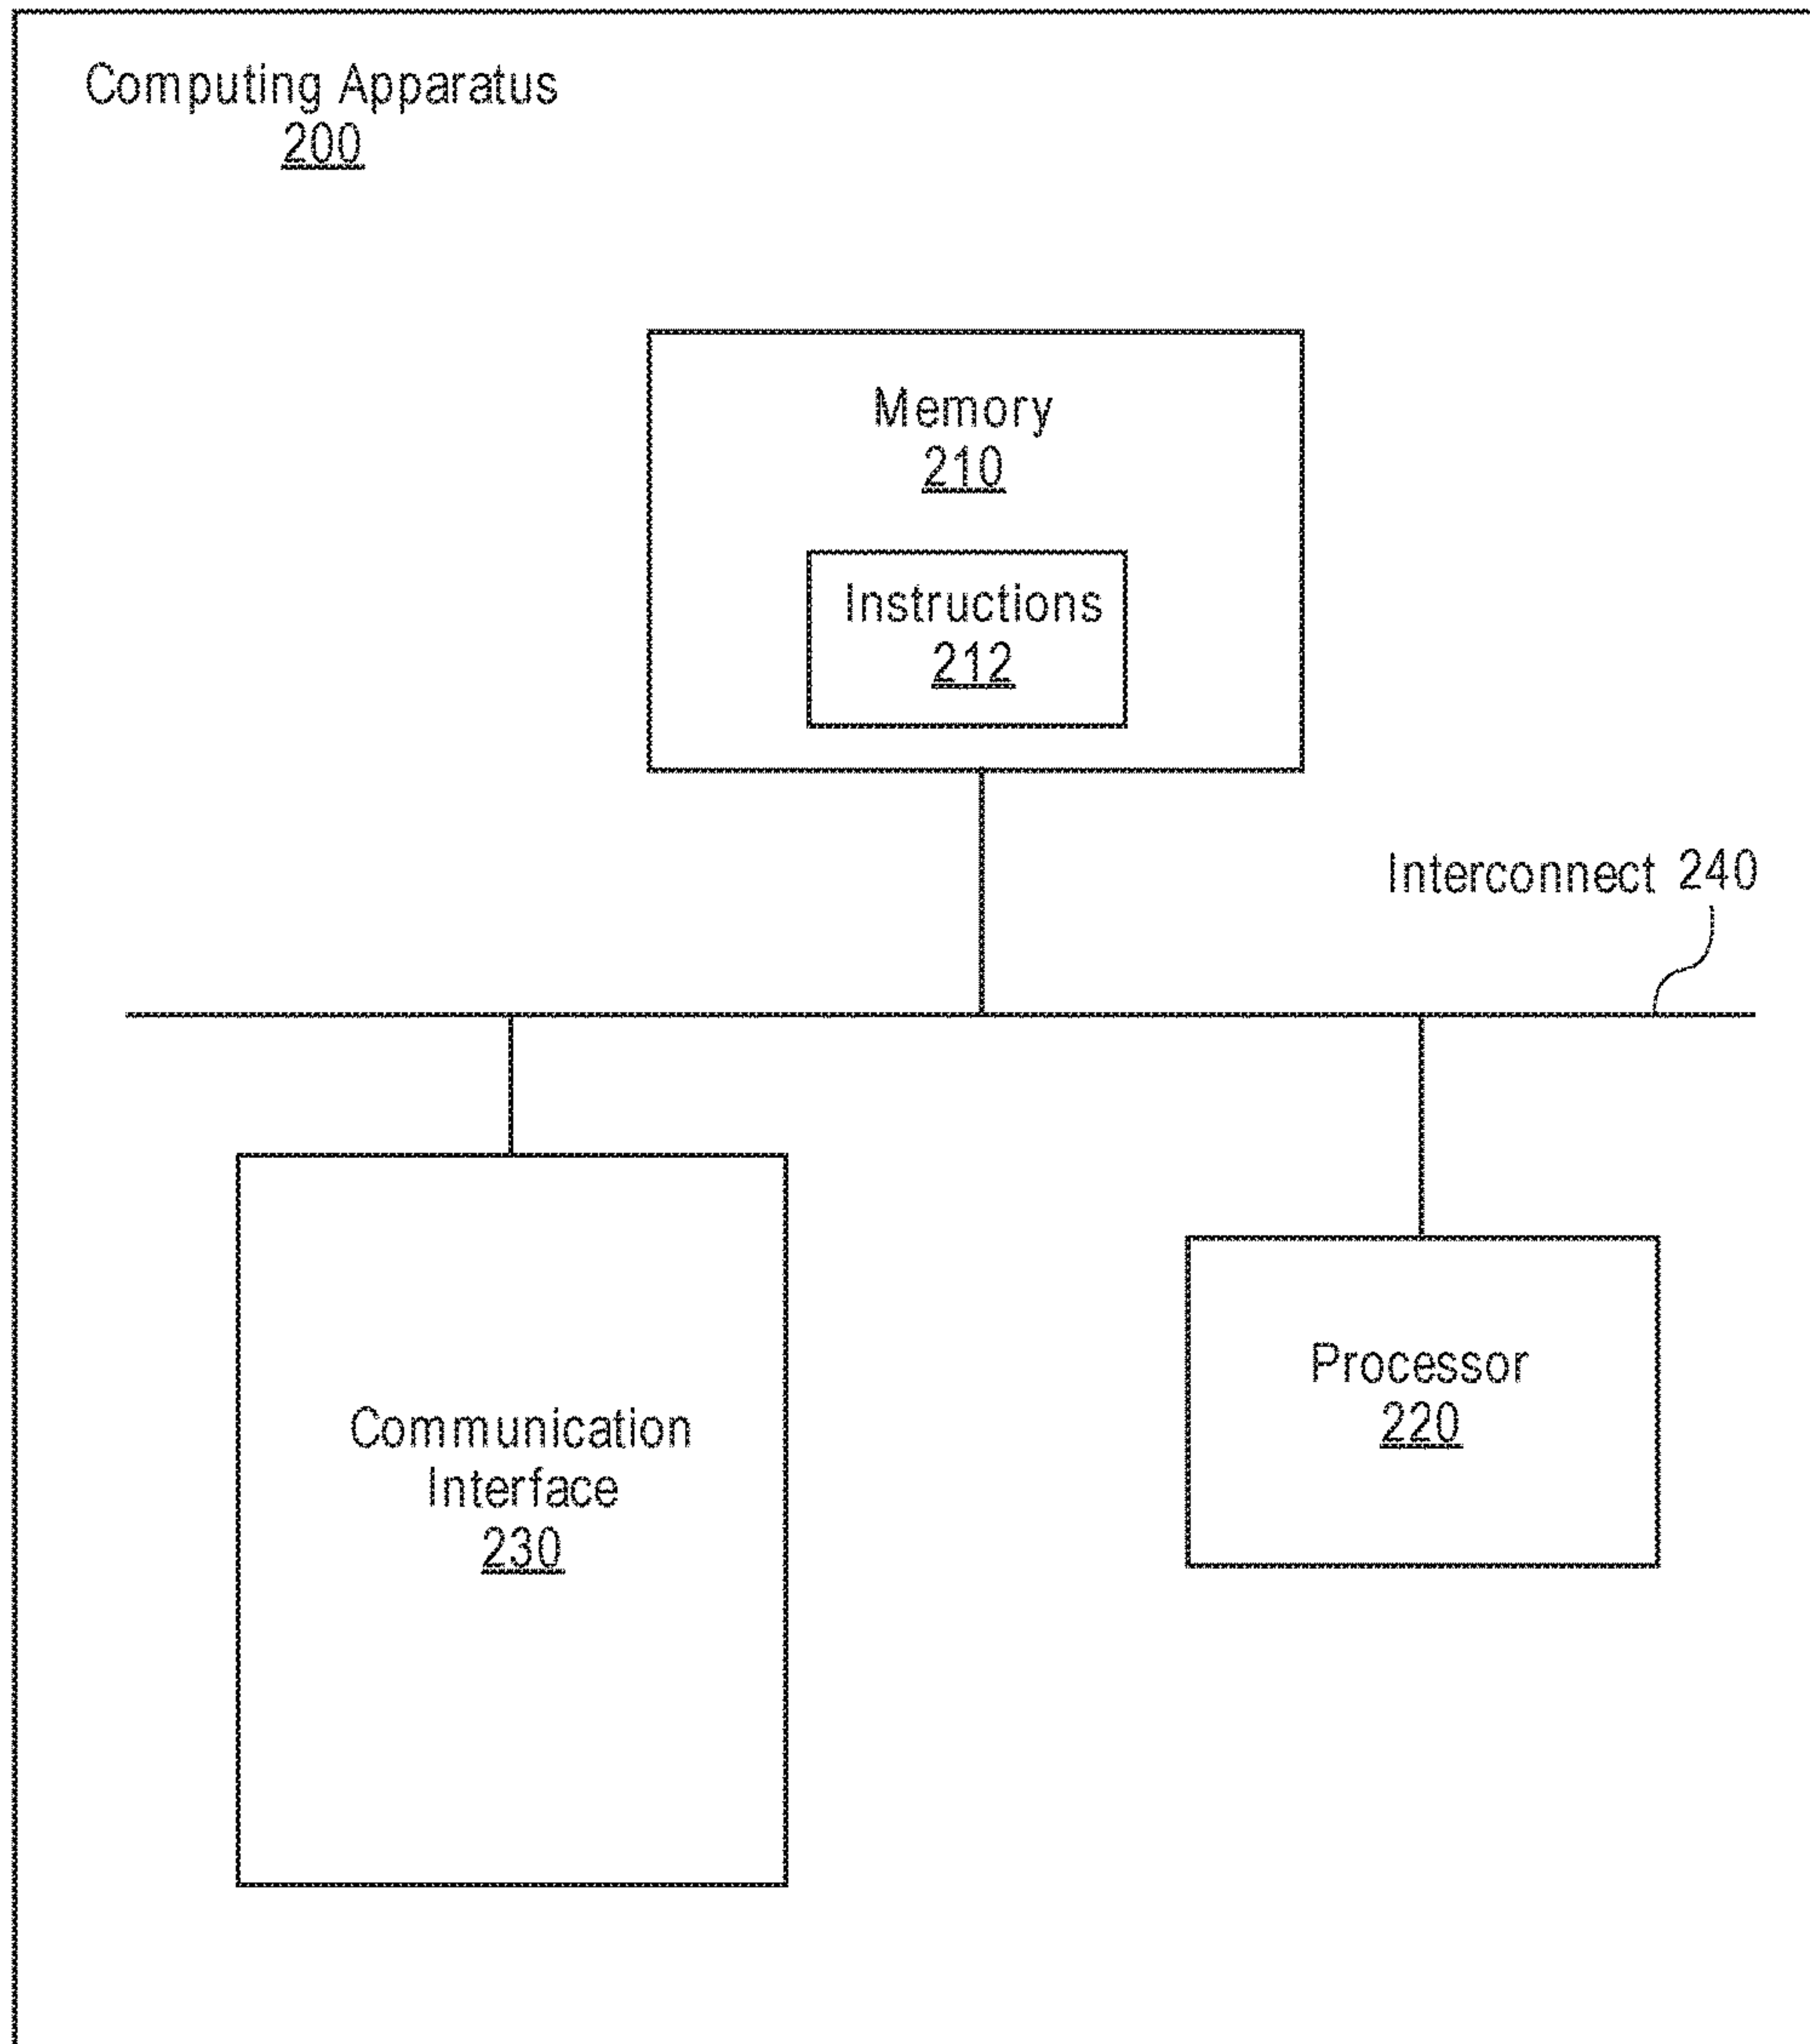 Computing Apparatus
200
Memory
210
Instructions
212
Interconnect 240
Communication
Interface
230
Processor
220